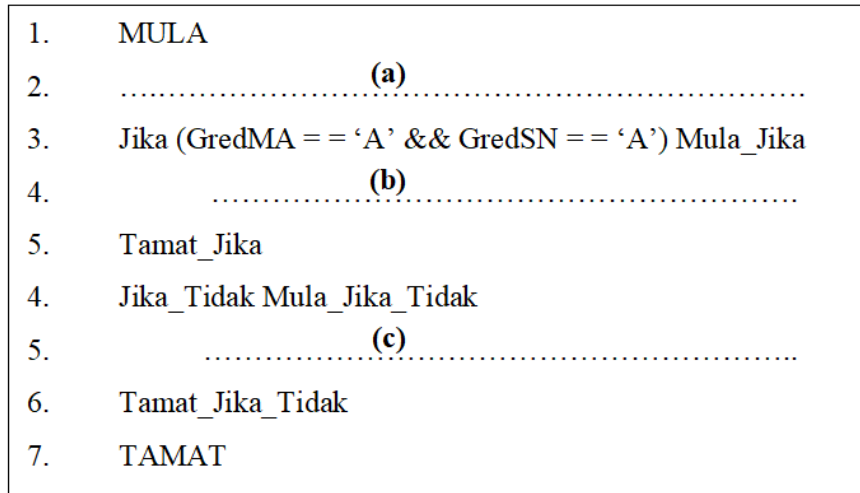 1. MULA
2. ….……………………(a)……………………………………….
3. Jika (GredMA = = ‘A’ && GredSN = = ‘A’) Mula_Jika
4. ………………(b)…………………………………….
5. Tamat_Jika
4. Jika_Tidak Mula_Jika_Tidak
5. ………………(c)……………………………………..
6. Tamat_Jika_Tidak
7. TAMAT